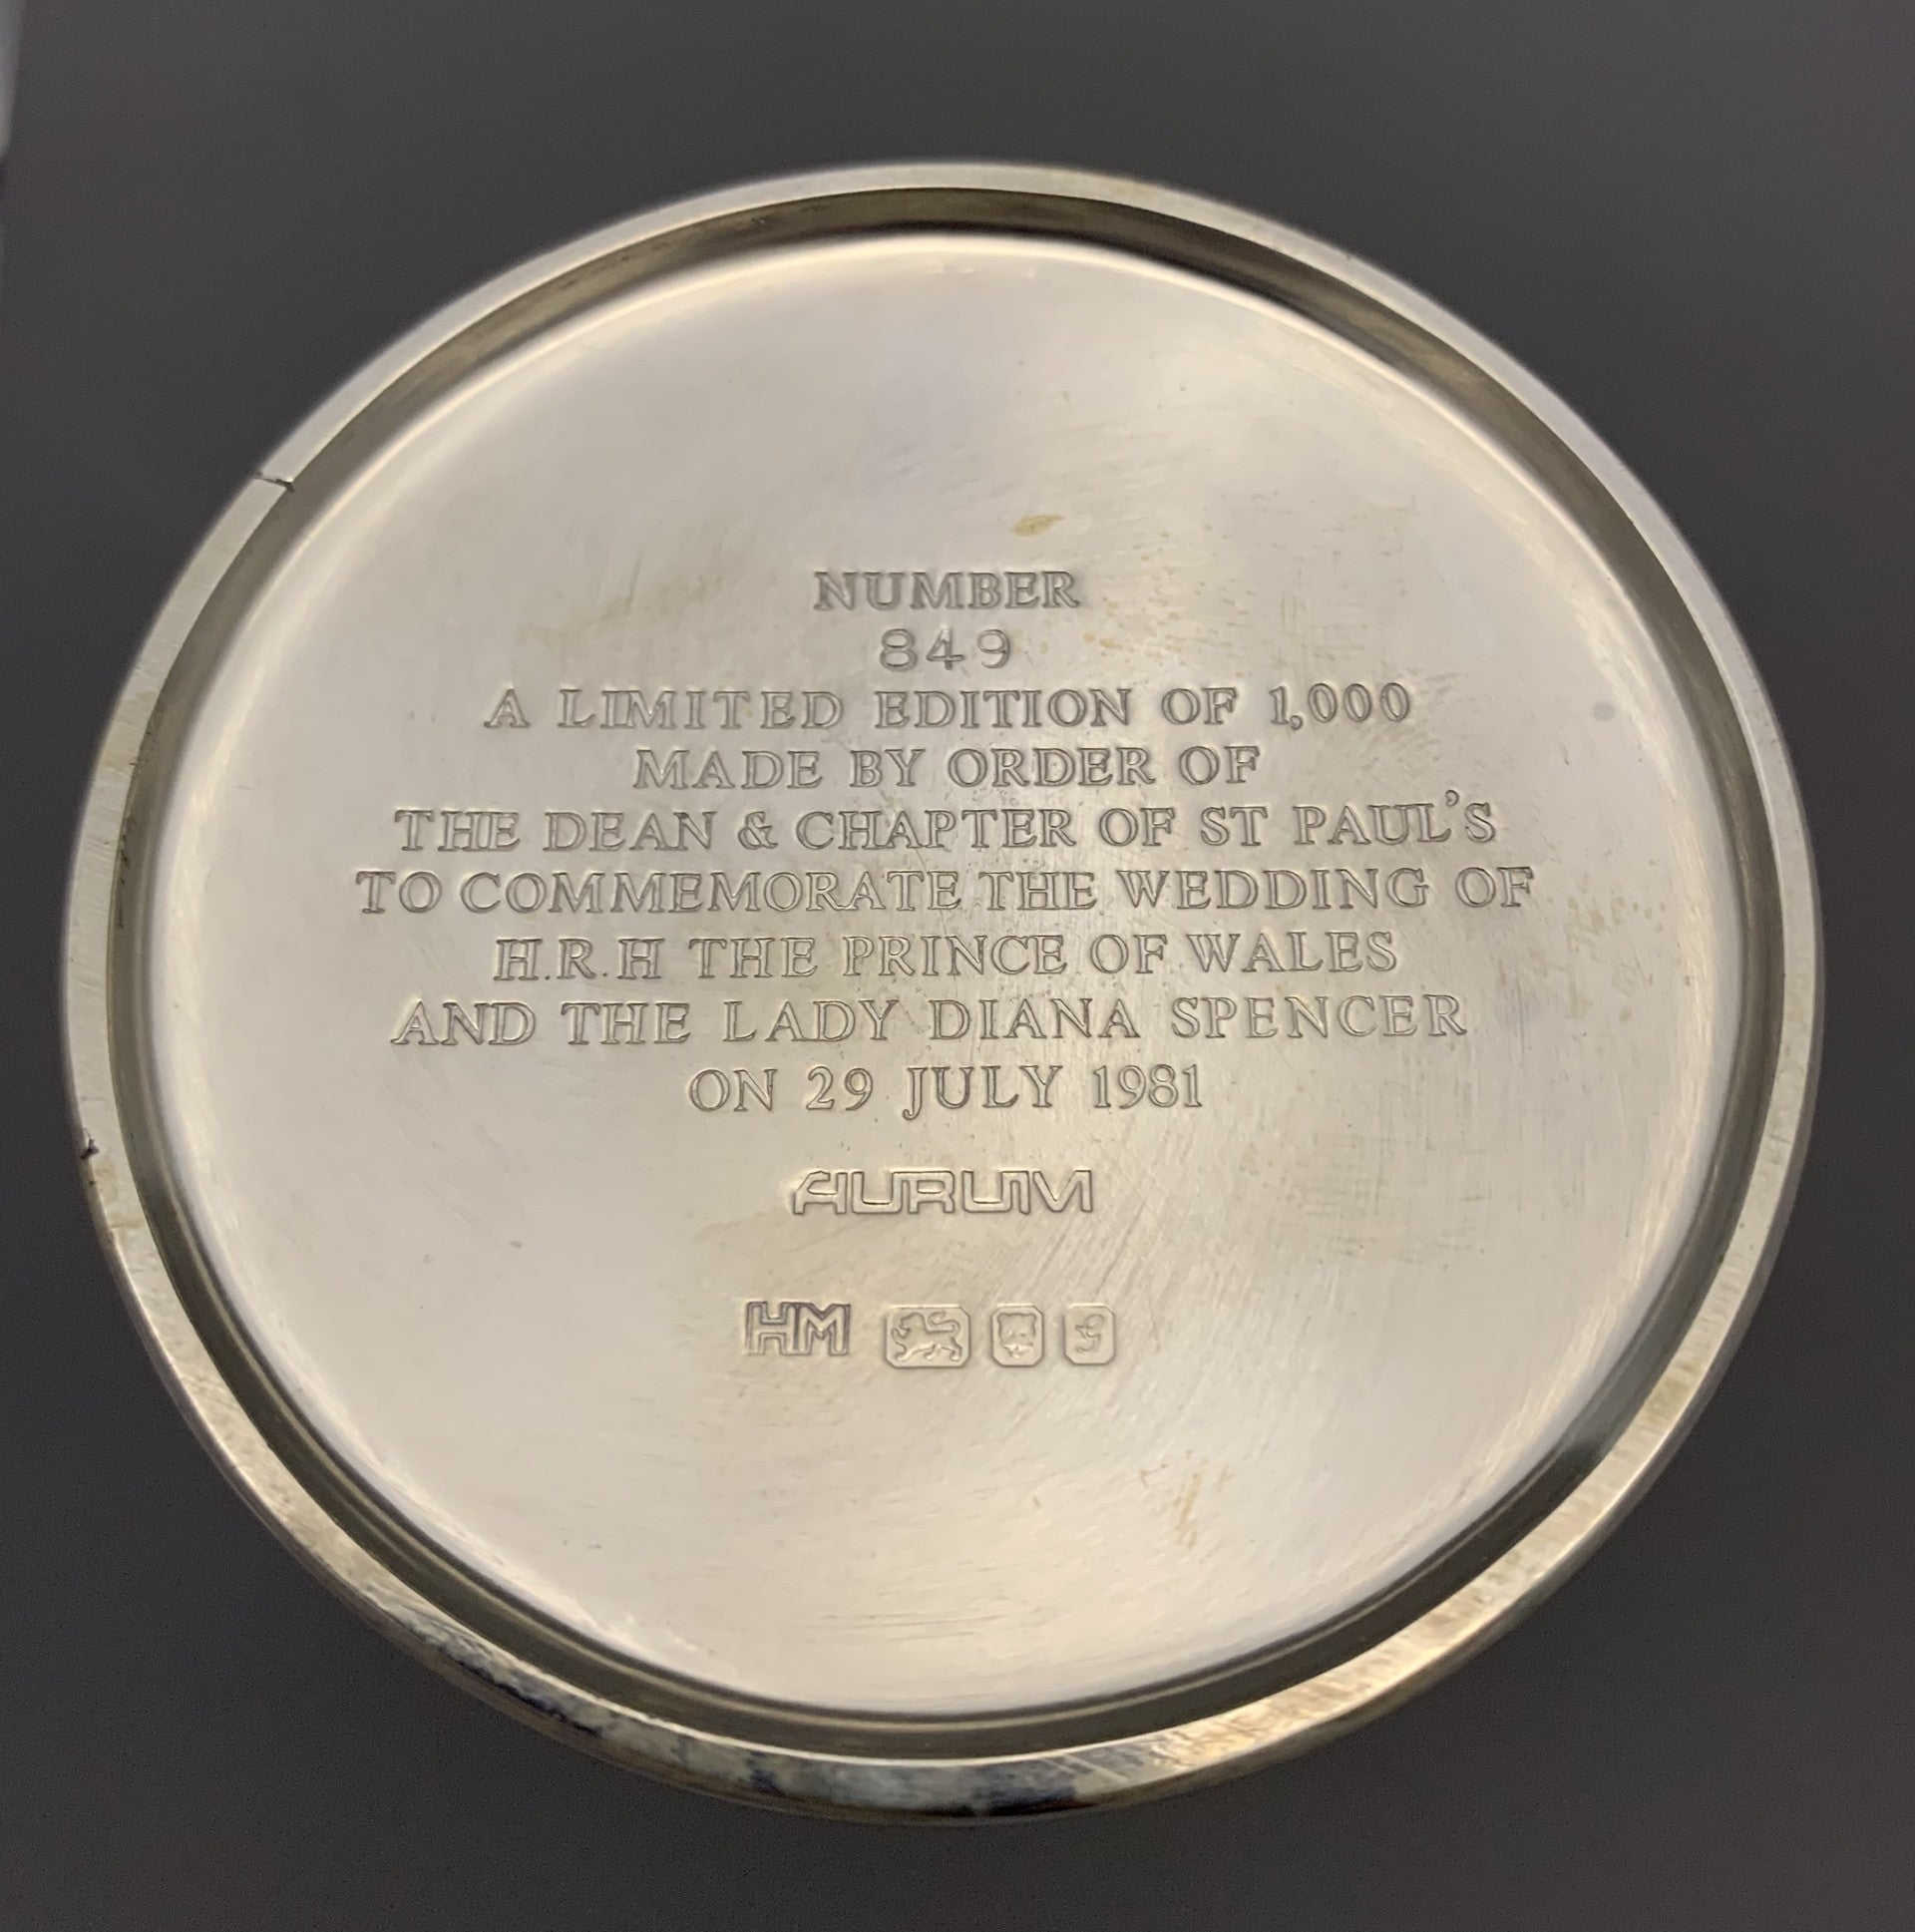 NUMBER
849
A LIMITED EDITION OF 1,000
MADE BY ORDER OF
THE DEAN & CHAPTER OF ST PAUL'S
TO COMMEMORATE THE WEDDING OF
H.R.H THE PRINCE OF WALES
AND THE LADY DIANA SPENCER
ON 29 JULY 1981
AURUM
HM